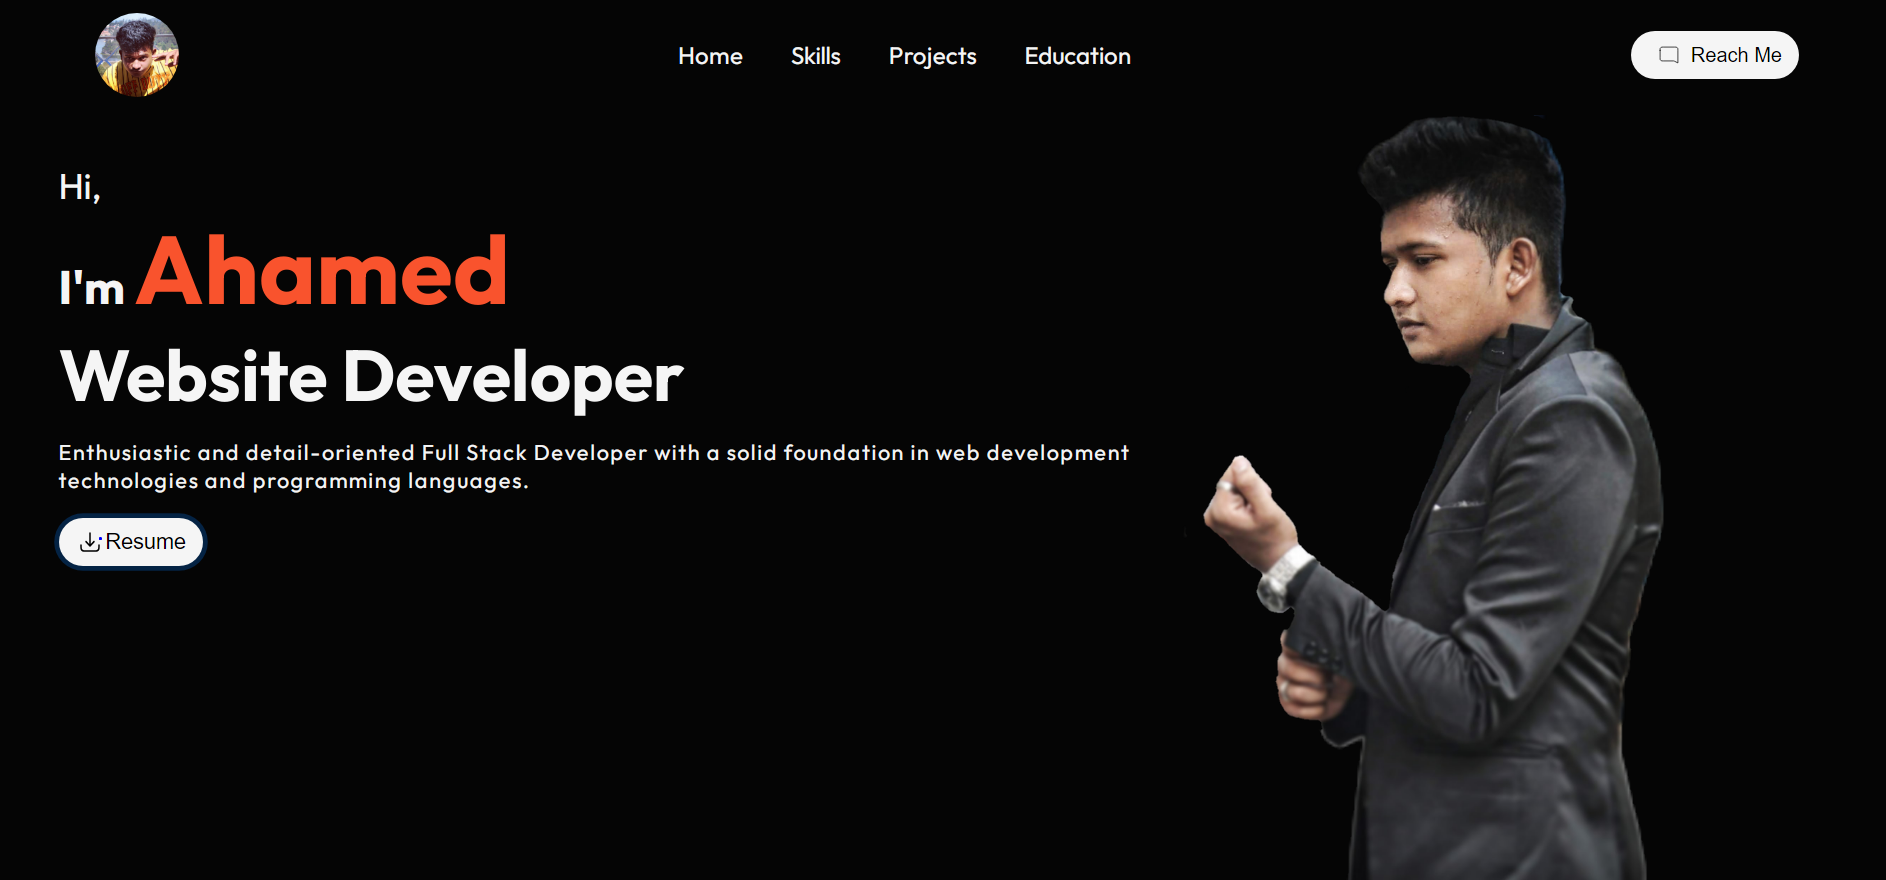 Home Skills Projects Education Reach Me
Hi,
I'm Ahamed
Website Developer
Enthusiastic and detail-oriented Full Stack Developer with a solid foundation in web development
technologies and programming languages.
Resume